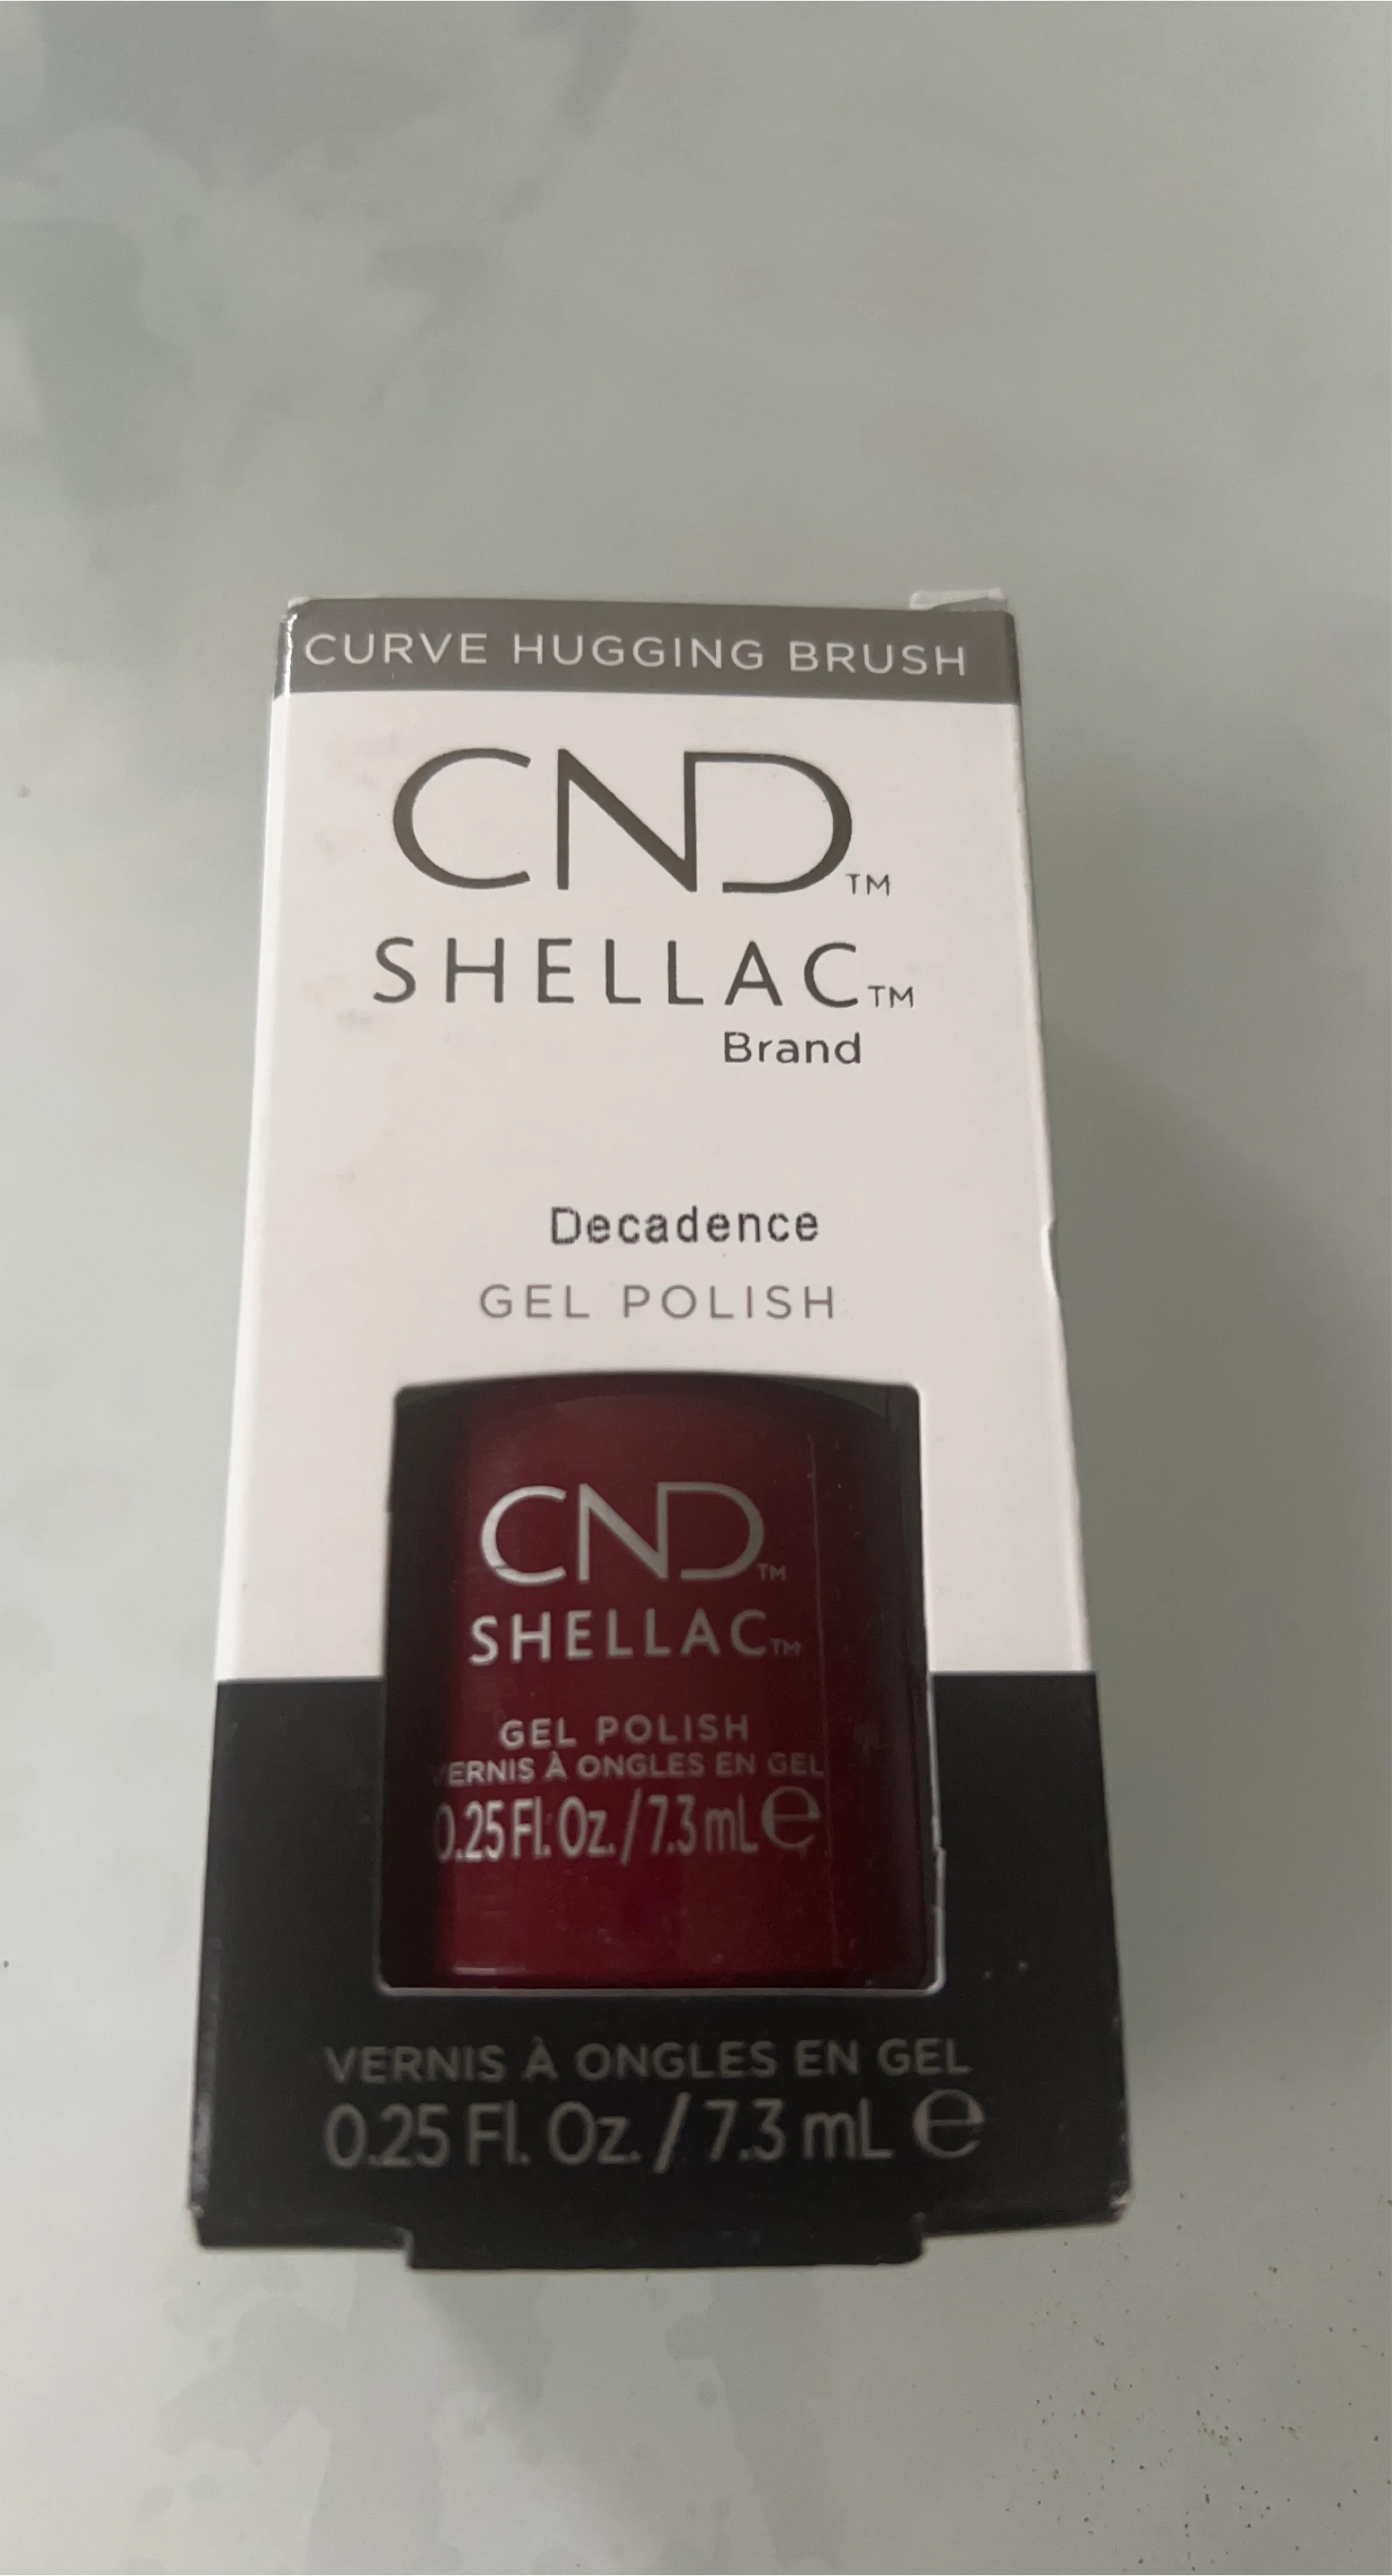 CURVE HUGGING BRUSH
CND™
SHELLAC™
Brand
Decadence
GEL POLISH
CND™
SHELLAC™
GEL POLISH
VERNIS À ONGLES EN GEL
0.25 Fl. Oz. / 7.3 mL ℮
VERNIS À ONGLES EN GEL
0.25 Fl. Oz. / 7.3 mL ℮